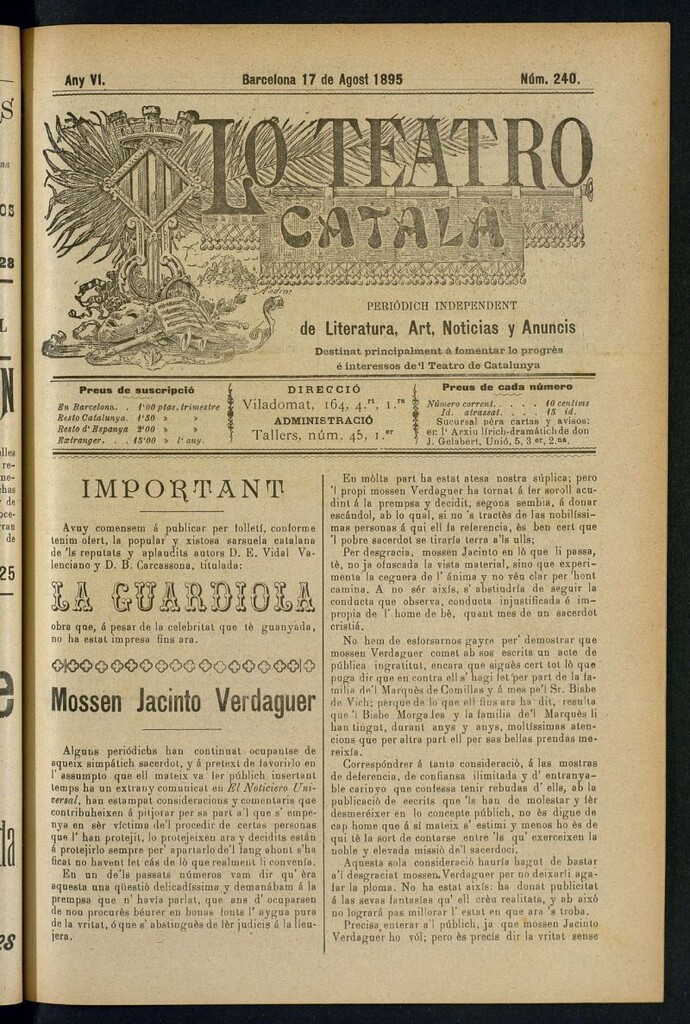 Any VI.
Barcelona 17 de Agost 1895
Núm. 240.
LO TEATRO
CATALÁ
PERIÓDICH INDEPENDENT
de Literatura, Art, Noticias y Anuncis
Destinat principalment á fomentar lo progrés
é interessos de'l Teatro de Catalunya
Preus de suscripció
En Barcelona. . 1'00 ptas. trimestre
Resto Catalunya. 1'50 » »
Resto d'Espanya 2'00 » »
Extranger. . . 15'00 » l'any.
DIRECCIÓ
Viladomat, 164, 4.rt, 1.ra
ADMINISTRACIÓ
Tallers, núm. 45, 1.er
Preus de cada número
Número corrent. . . . . 10 centims
Id. atrassat. . . . 15 id.
Sucursal péra cartas y avisos:
en l'Arxiu lírich-dramátich de don
J. Gelabert, Unió, 5, 3 er, 2.na
IMPORTANT
Avuy comensém á publicar per folletí, conforme
tenim ofert, la popular y xistosa sarsuela catalana
de 'ls reputats y aplaudits autors D. E. Vidal Va-
lenciano y D. B. Carcassona, titulada:
LA GUARDIOLA
obra que, á pesar de la celebritat que té guanyada,
no ha estat impresa fins ara.
Mossen Jacinto Verdaguer
Alguns periódichs han continuat ocupantse de
aqueix simpátich sacerdot, y á pretext de favorirlo en
l' assumpto que ell mateix va fer públich insertant
temps ha un extrany comunicat en El Noticiero Uni-
versal, han estampat consideracions y comentaris que
contribuheixen á pitjorar per sa part á'l que s' empe-
nya en sér víctima de'l procedir de certas personas
que l' han protejit, lo protejeixen ara y decidits están
á protejirlo sempre per' apartarlo de'l fang ahont s'ha
ficat no havent fet cás de lo que realment li convenía.
En un de'ls passats números vam dir qu' éra
aquesta una qüestió delicadíssima y demanábam á la
prempsa que n' havía parlat, que ans d' ocuparsen
de nou procurés béurer en bonas fonts l' aygua pura
de la vritat, ó que s' abstingués de fèr judicis á la lleu-
jera.
En mólta part ha estat atesa nostra súplica; pero
'l propi mossen Verdaguer ha tornat á fer soroll acu-
dint á la prempsa y decidit, segons sembia, á donar
escándol, ab lo qual, si no 's tractés de las nobilíssi-
mas personas á qui ell fa referencia, és ben cert que
'l pobre sacerdot se tiraría terra a'ls ulls;
Per desgracia, mossen Jacinto en lò que li passa,
té, no ja ofuscada la vista material, sino que experi-
menta la ceguera de l' ánima y no véu clar per 'hont
camina. A no sér aixís, s' abstindría de seguir la
conducta que observa, conducta injustificada é im-
propia de l' home de bè, quant mes de un sacerdot
cristiá.
No hem de esforsarnos gayre per' demostrar que
mossen Verdaguer comet ab sos escrits un acte de
pública ingratitut, encara que sigués cert tot lò que
puga dir que en contra ell s' hagi fet per part de la fa-
milia de'l Marqués de Comillas y á mes pe'l Sr. Bisbe
de Vich; perque de lo que ell fins ara ha dit, resulta
que 'l Bisbe Morgades y la familia de'l Marqués li
han tingut, durant anys y anys, moltíssimas aten-
cions que per altra part ell per sas bellas prendas me-
reixía.
Correspóndrer á tanta consideració, á las mostras
de deferencia, de confiansa ilimitada y d' entranya-
ble carinyo que confessa tenir rebudas d' ells, ab la
publicació de escrits que 'ls han de molestar y fèr
desmeréixer en lo concepte públich, no és digue de
cap home que á sí mateix s' estimi y menos ho és de
qui té la sort de contarse entre 'ls qu' exerceixen la
noble y elevada missió de'l sacerdoci.
Aquesta sola consideració hauría hagut de bastar
a'l desgraciat mossen Verdaguer per no deixarli aga-
far la ploma. No ha estat aixís: ha donat publicitat
á las sevas fantasías qu' ell créu realitats, y ab aixó
no logrará pas millorar l' estat en que ara 's troba.
Precisa enterar a'l públich, ja que mossen Jacinto
Verdaguer ho vól; pero és precís dir la vritat sense